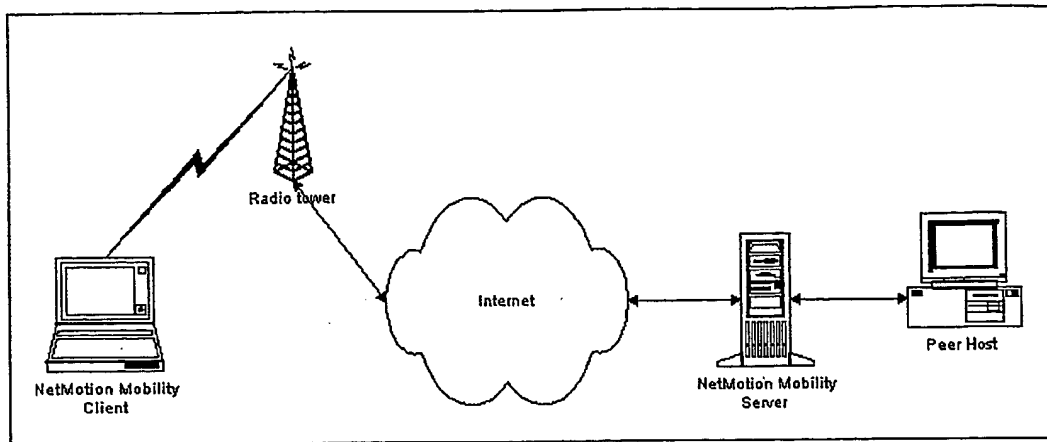 Radio tower
Internet
NetMotion Mobility
Client
NetMotion Mobility
Server
Peer Host